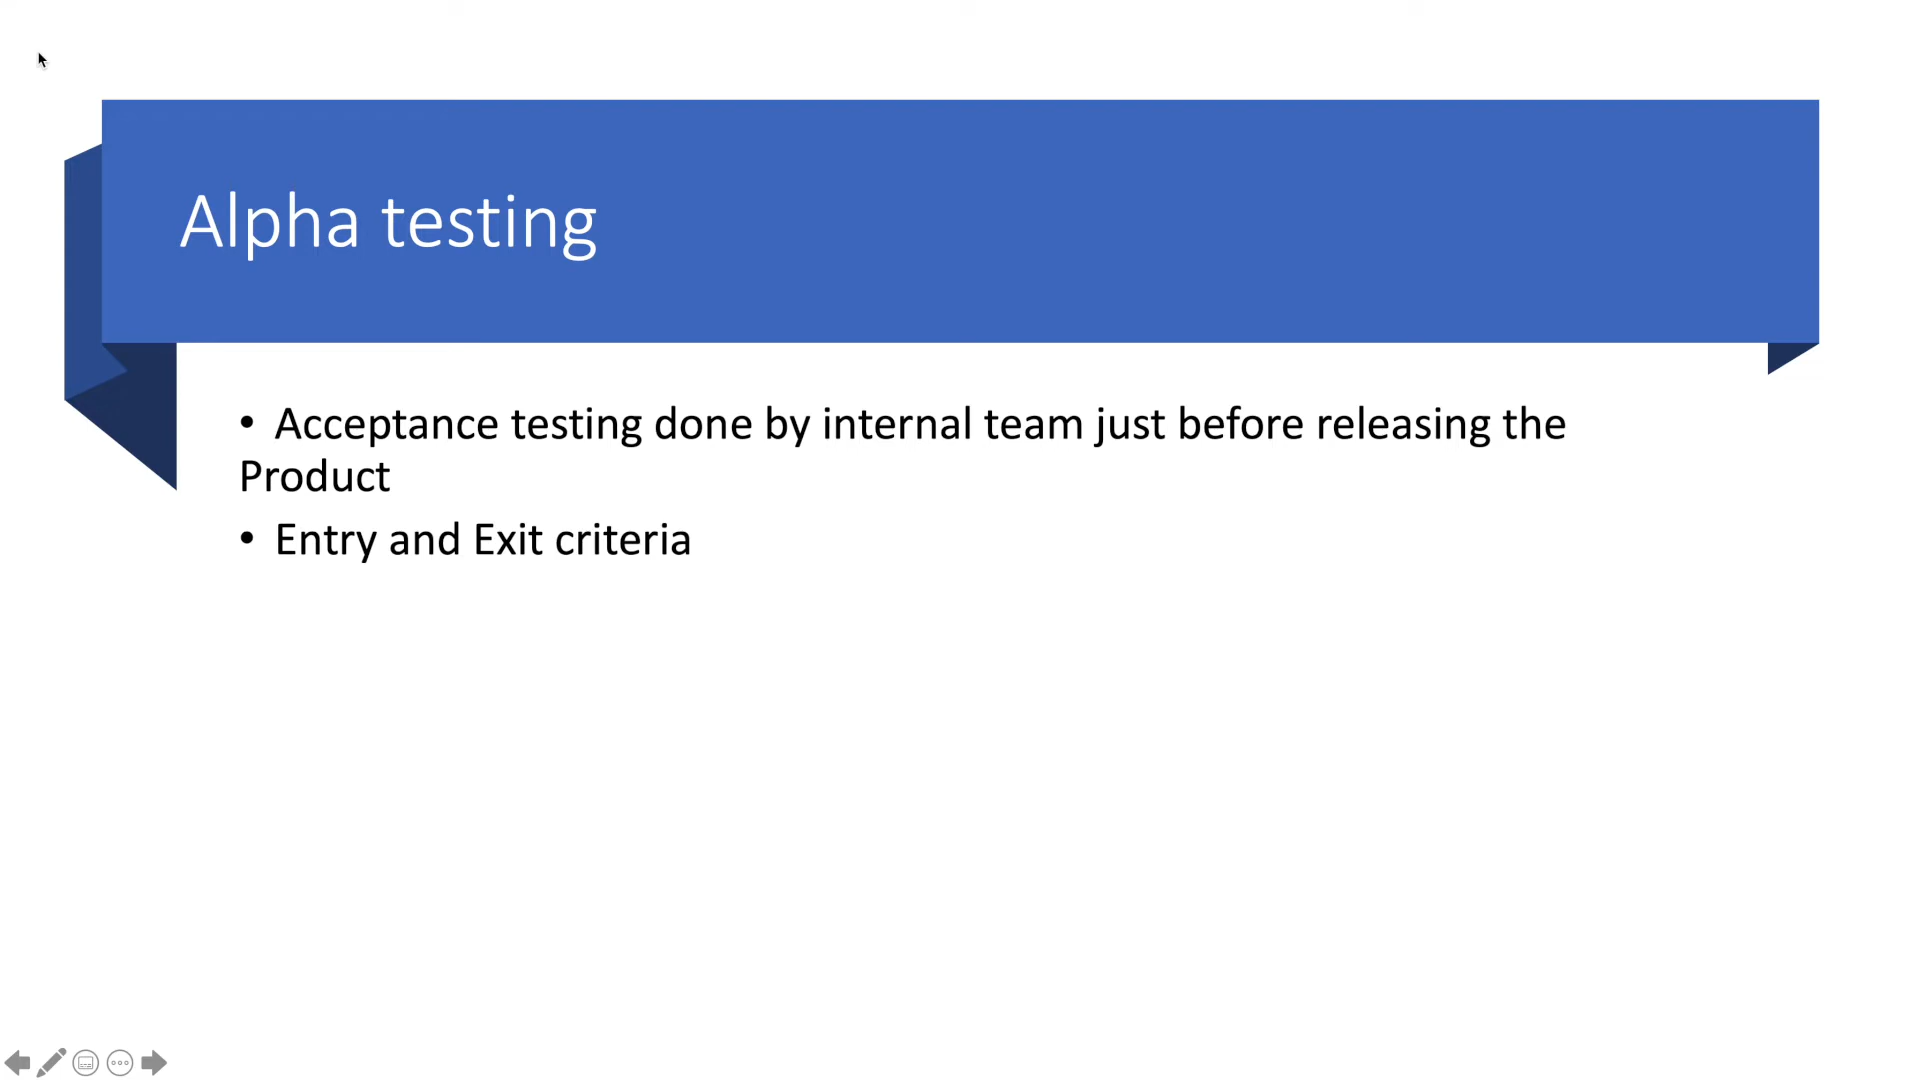 Alpha testing
• Acceptance testing done by internal team just before releasing the
Product
• Entry and Exit criteria